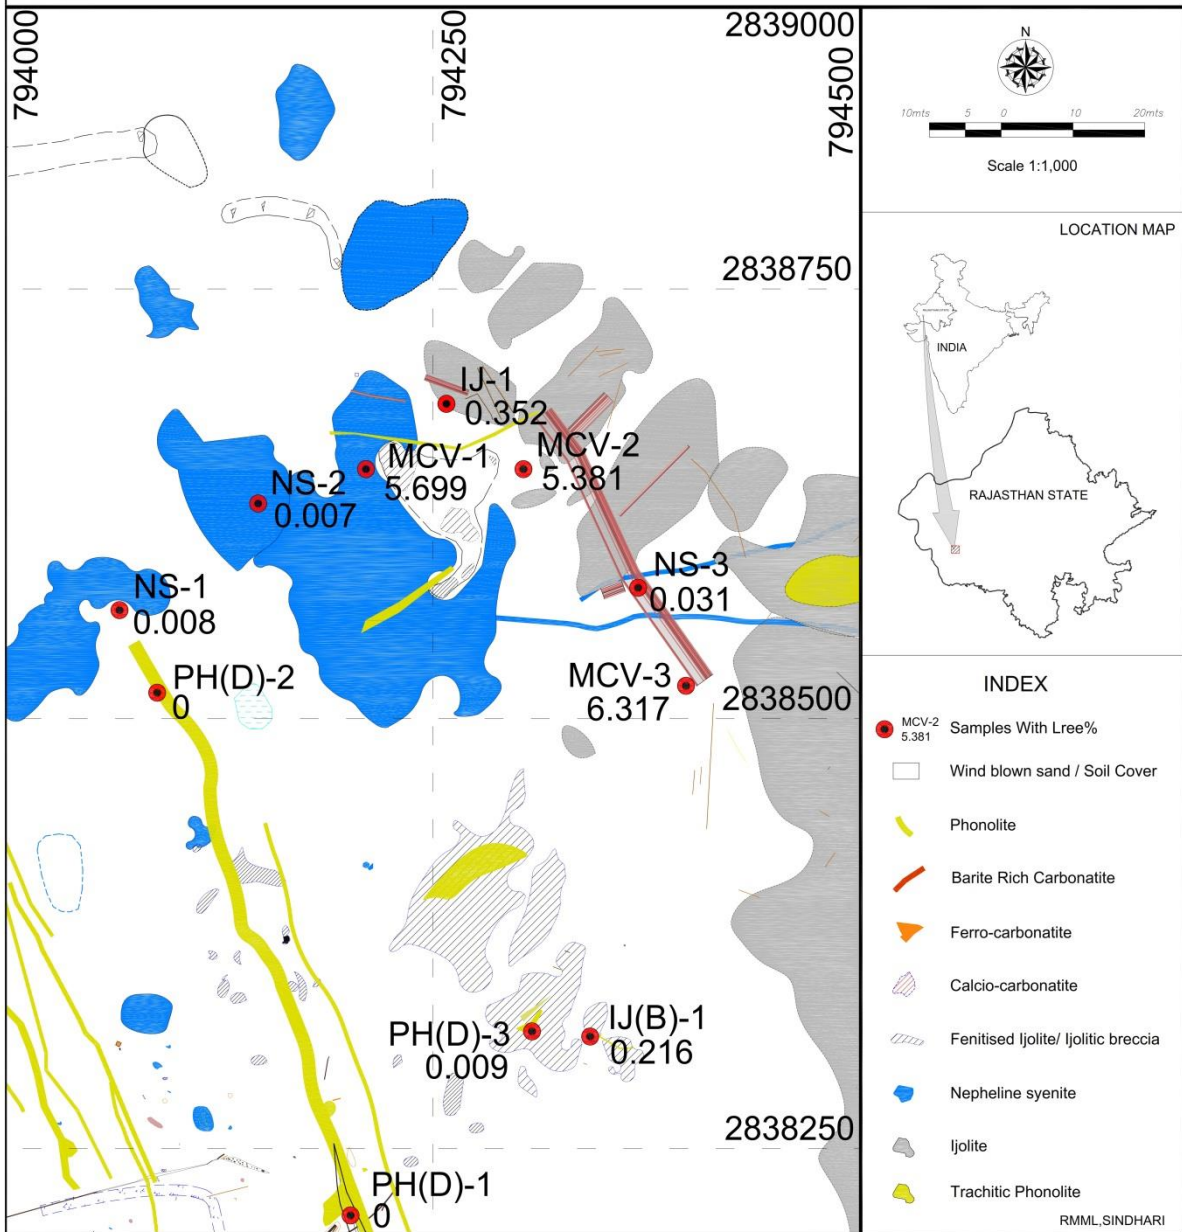 794000
794250
2839000
794500
2838750
IJ-1
0.352
MCV-1
5.699
MCV-2
5.381
NS-2
0.007
NS-1
0.008
NS-3
0.031
PH(D)-2
0
MCV-3
6.317
2838500
PH(D)-3
0.009
IJ(B)-1
0.216
2838250
PH(D)-1
0
N
10mts 5 0 10 20mts
Scale 1:1,000
LOCATION MAP
INDIA
RAJASTHAN STATE
INDEX
MCV-2
5.381
Samples With Lree%
Wind blown sand / Soil Cover
Phonolite
Barite Rich Carbonatite
Ferro-carbonatite
Calcio-carbonatite
Fenitised Ijolite/ Ijolitic breccia
Nepheline syenite
Ijolite
Trachitic Phonolite
RMML,SINDHARI